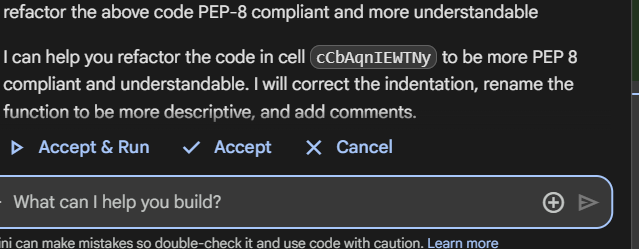 refactor the above code PEP-8 compliant and more understandable
I can help you refactor the code in cell cCbAqnIEWTNy to be more PEP 8
compliant and understandable. I will correct the indentation, rename the
function to be more descriptive, and add comments.
Accept & Run Accept Cancel
What can I help you build?
ini can make mistakes so double-check it and use code with caution. Learn more